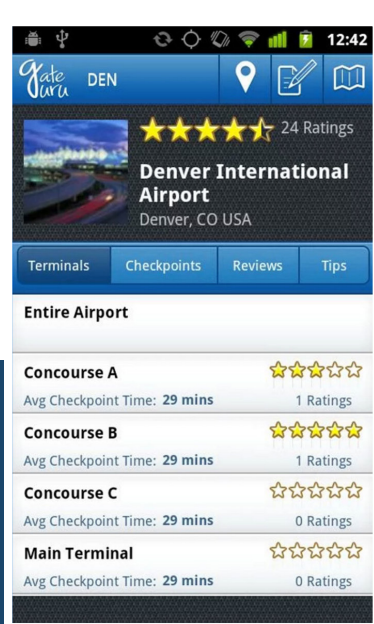 12:42
Gate
Guru
DEN
24 Ratings
Denver International
Airport
Denver, CO USA
Terminals
Checkpoints
Reviews
Tips
Entire Airport
Concourse A
Avg Checkpoint Time: 29 mins
1 Ratings
Concourse B
Avg Checkpoint Time: 29 mins
1 Ratings
Concourse C
Avg Checkpoint Time: 29 mins
0 Ratings
Main Terminal
Avg Checkpoint Time: 29 mins
0 Ratings